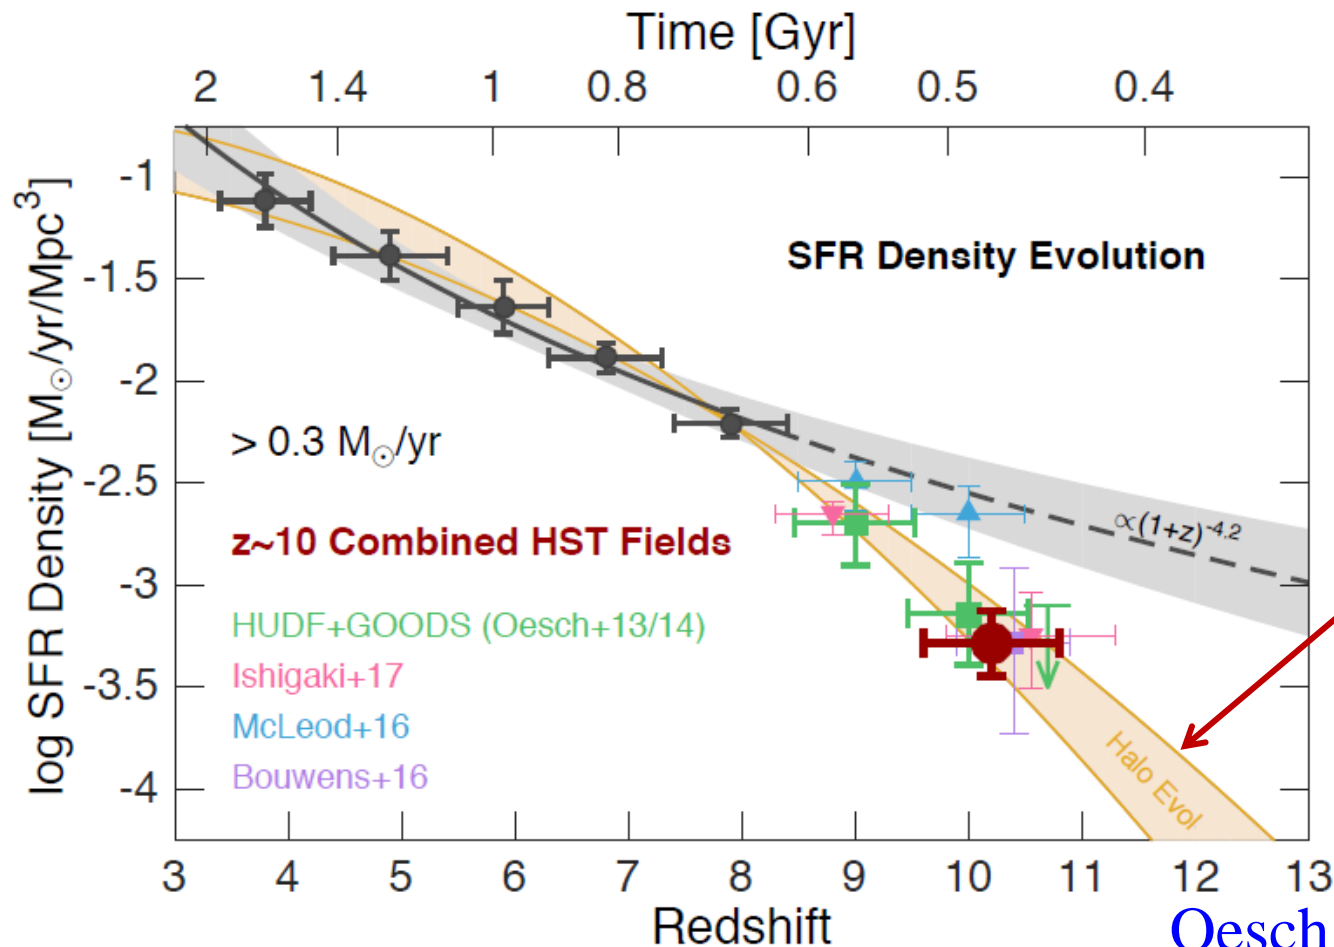 Time [Gyr]
2 1.4 1 0.8 0.6 0.5 0.4
log SFR Density [M☉/yr/Mpc³]
-1
-1.5
-2
-2.5
-3
-3.5
-4
SFR Density Evolution
> 0.3 M☉/yr
z~10 Combined HST Fields
∝(1+z)^-4.2
HUDF+GOODS (Oesch+13/14)
Ishigaki+17
McLeod+16
Bouwens+16
Halo Evol
3 4 5 6 7 8 9 10 11 12 13
Redshift
Oesch